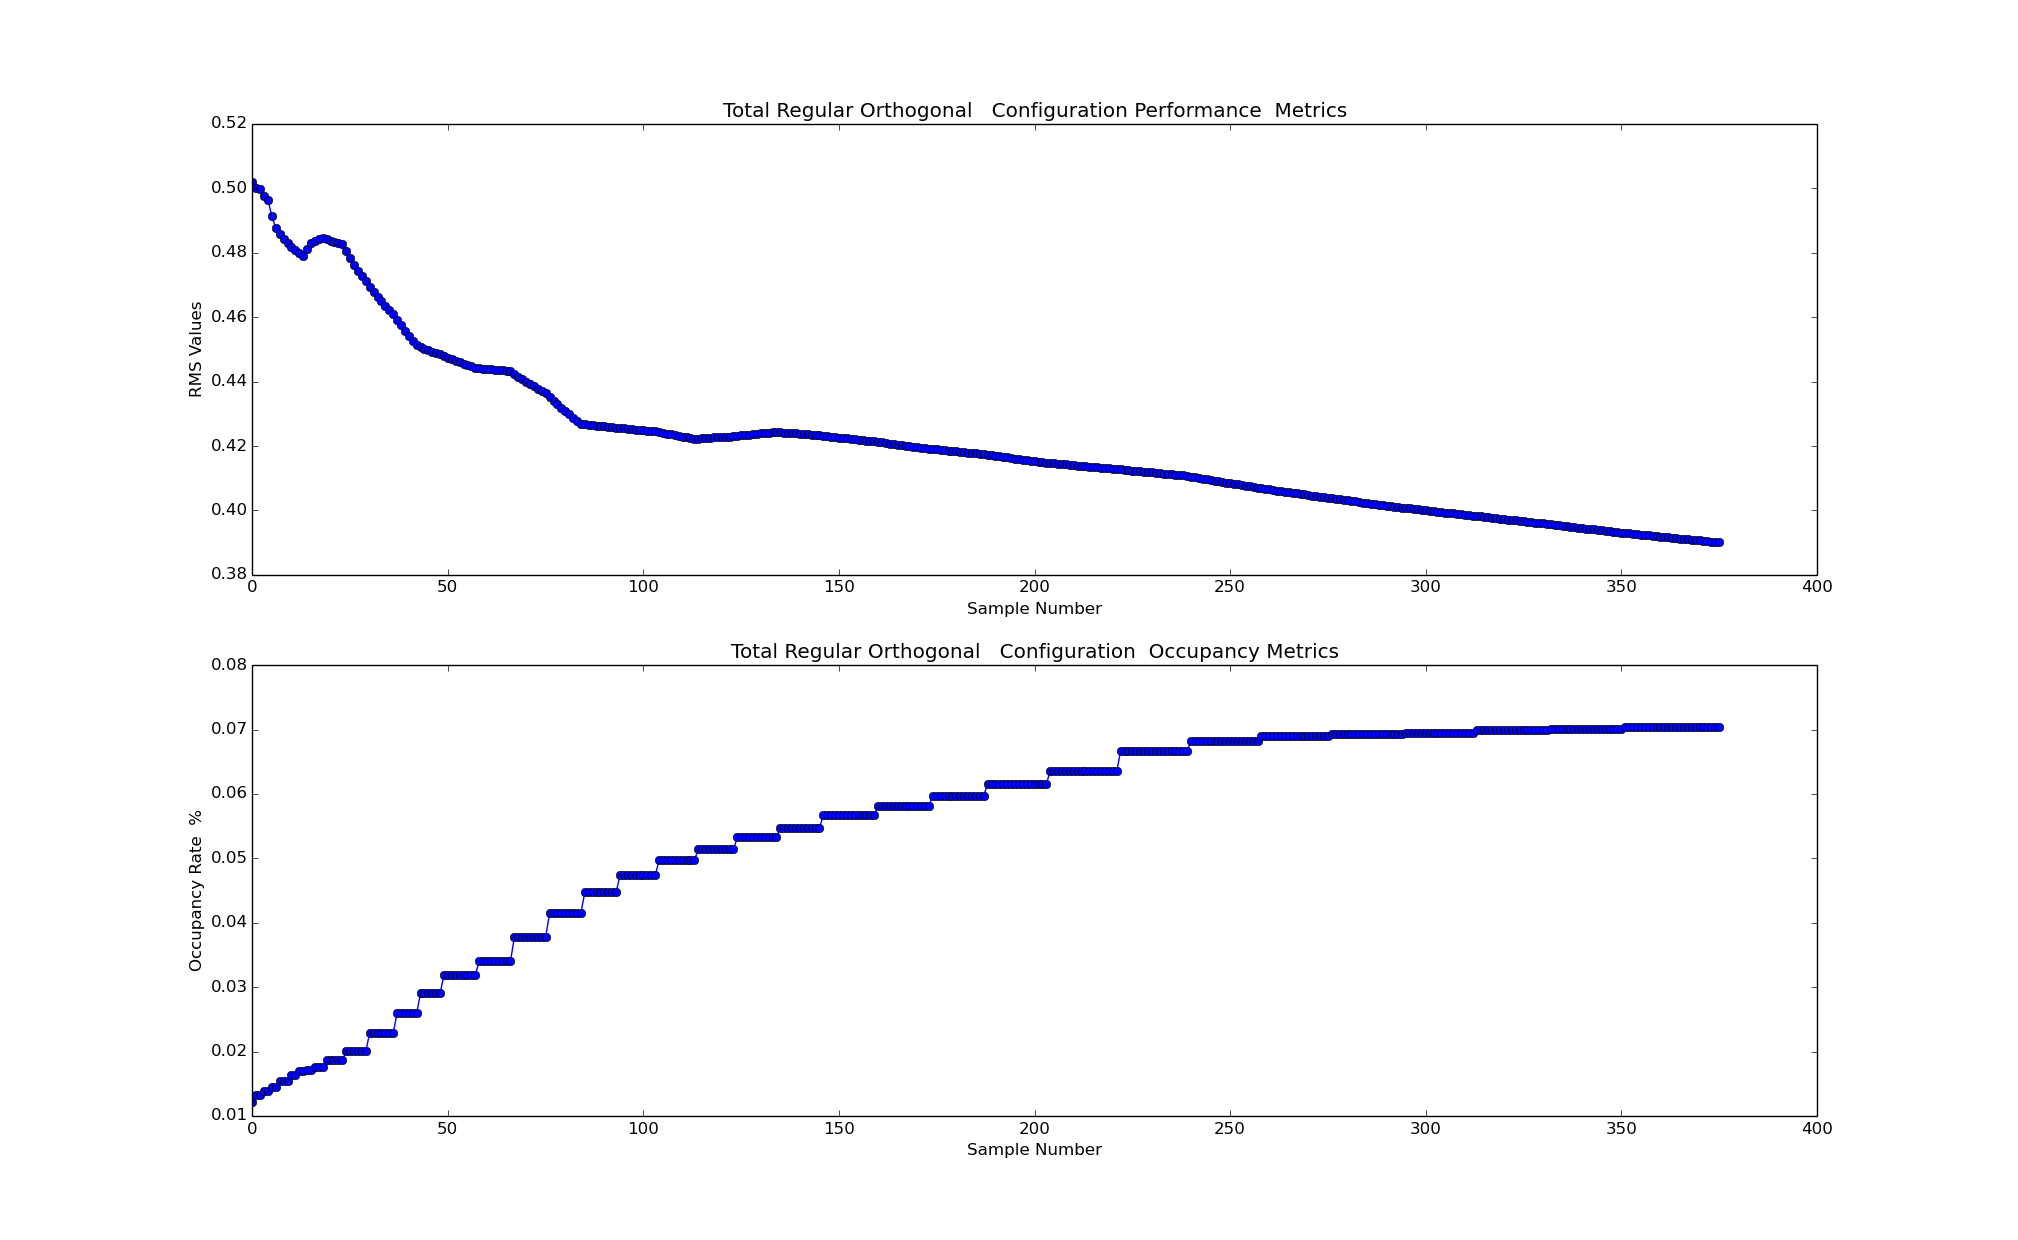 Total Regular Orthogonal   Configuration Performance  Metrics
0.52
0.50
0.48
0.46
0.44
0.42
0.40
0.38
RMS Values
0 50 100 150 200 250 300 350 400
Sample Number
Total Regular Orthogonal   Configuration  Occupancy Metrics
0.08
0.07
0.06
0.05
0.04
0.03
0.02
0.01
Occupancy Rate  %
0 50 100 150 200 250 300 350 400
Sample Number